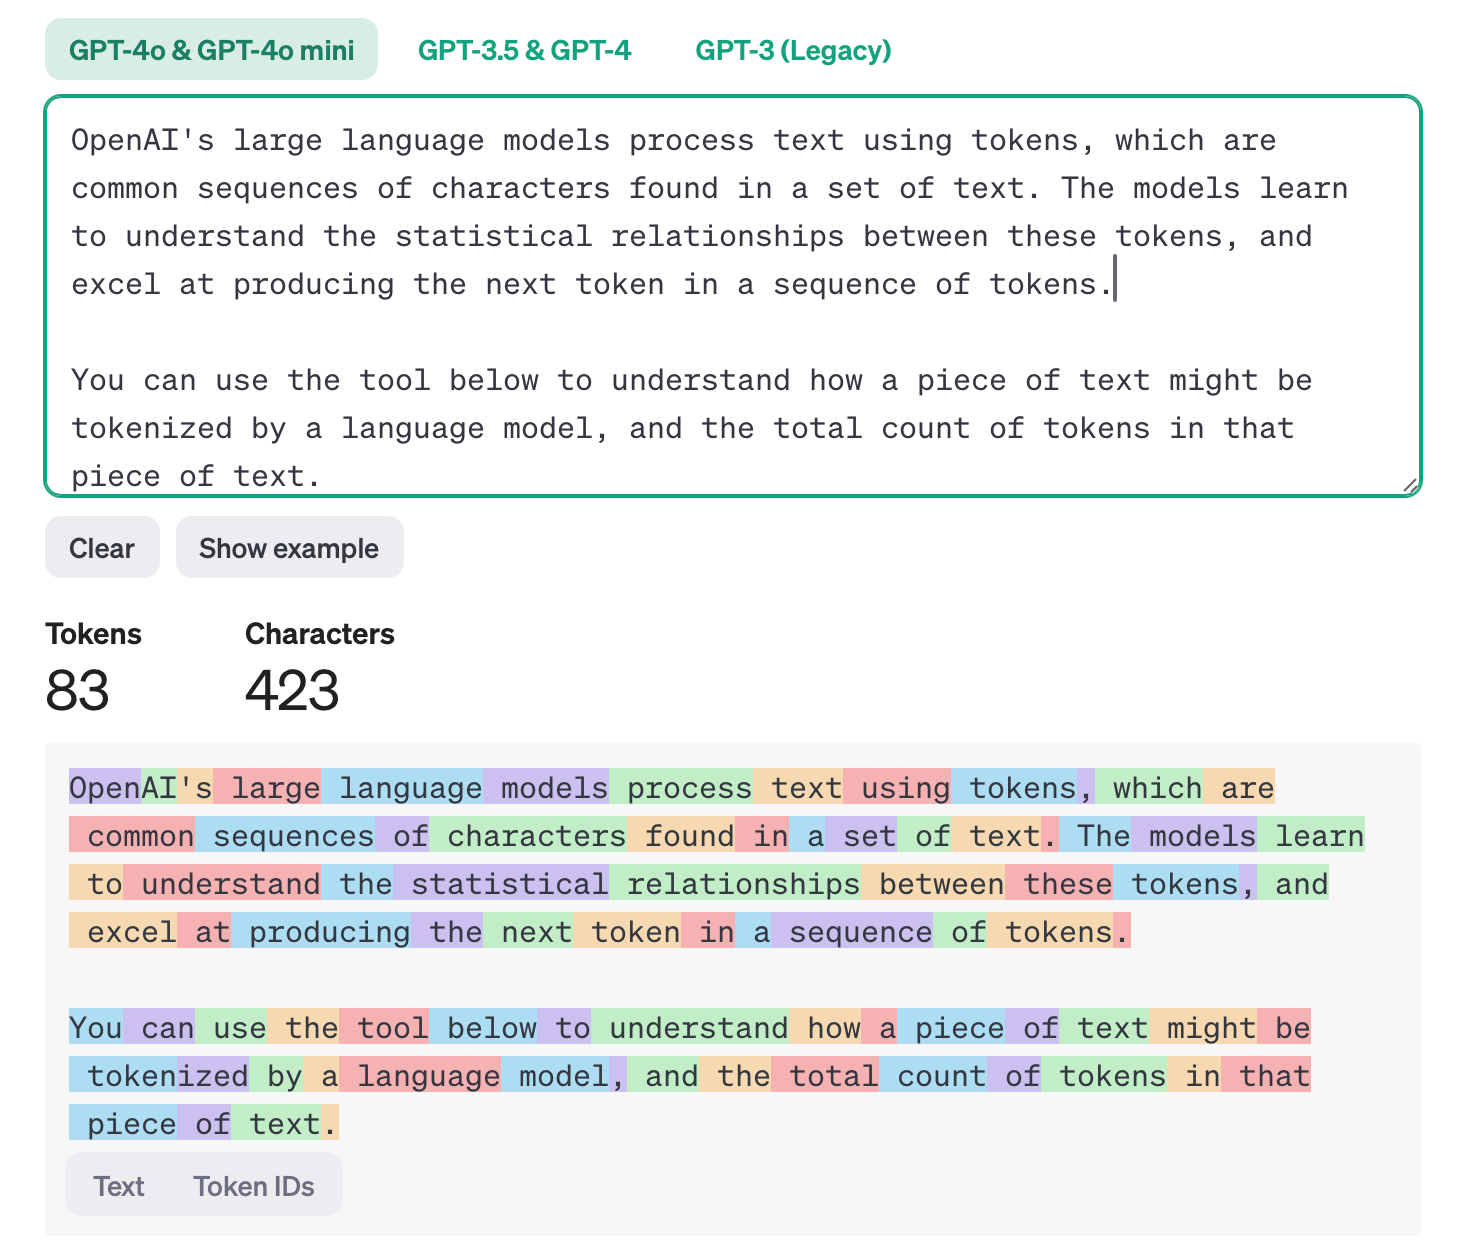 GPT-4o & GPT-4o mini GPT-3.5 & GPT-4 GPT-3 (Legacy)
OpenAI's large language models process text using tokens, which are
common sequences of characters found in a set of text. The models learn
to understand the statistical relationships between these tokens, and
excel at producing the next token in a sequence of tokens.
You can use the tool below to understand how a piece of text might be
tokenized by a language model, and the total count of tokens in that
piece of text.
Clear Show example
Tokens Characters
83 423
OpenAI's large language models process text using tokens, which are
common sequences of characters found in a set of text. The models learn
to understand the statistical relationships between these tokens, and
excel at producing the next token in a sequence of tokens.
You can use the tool below to understand how a piece of text might be
tokenized by a language model, and the total count of tokens in that
piece of text.
Text Token IDs